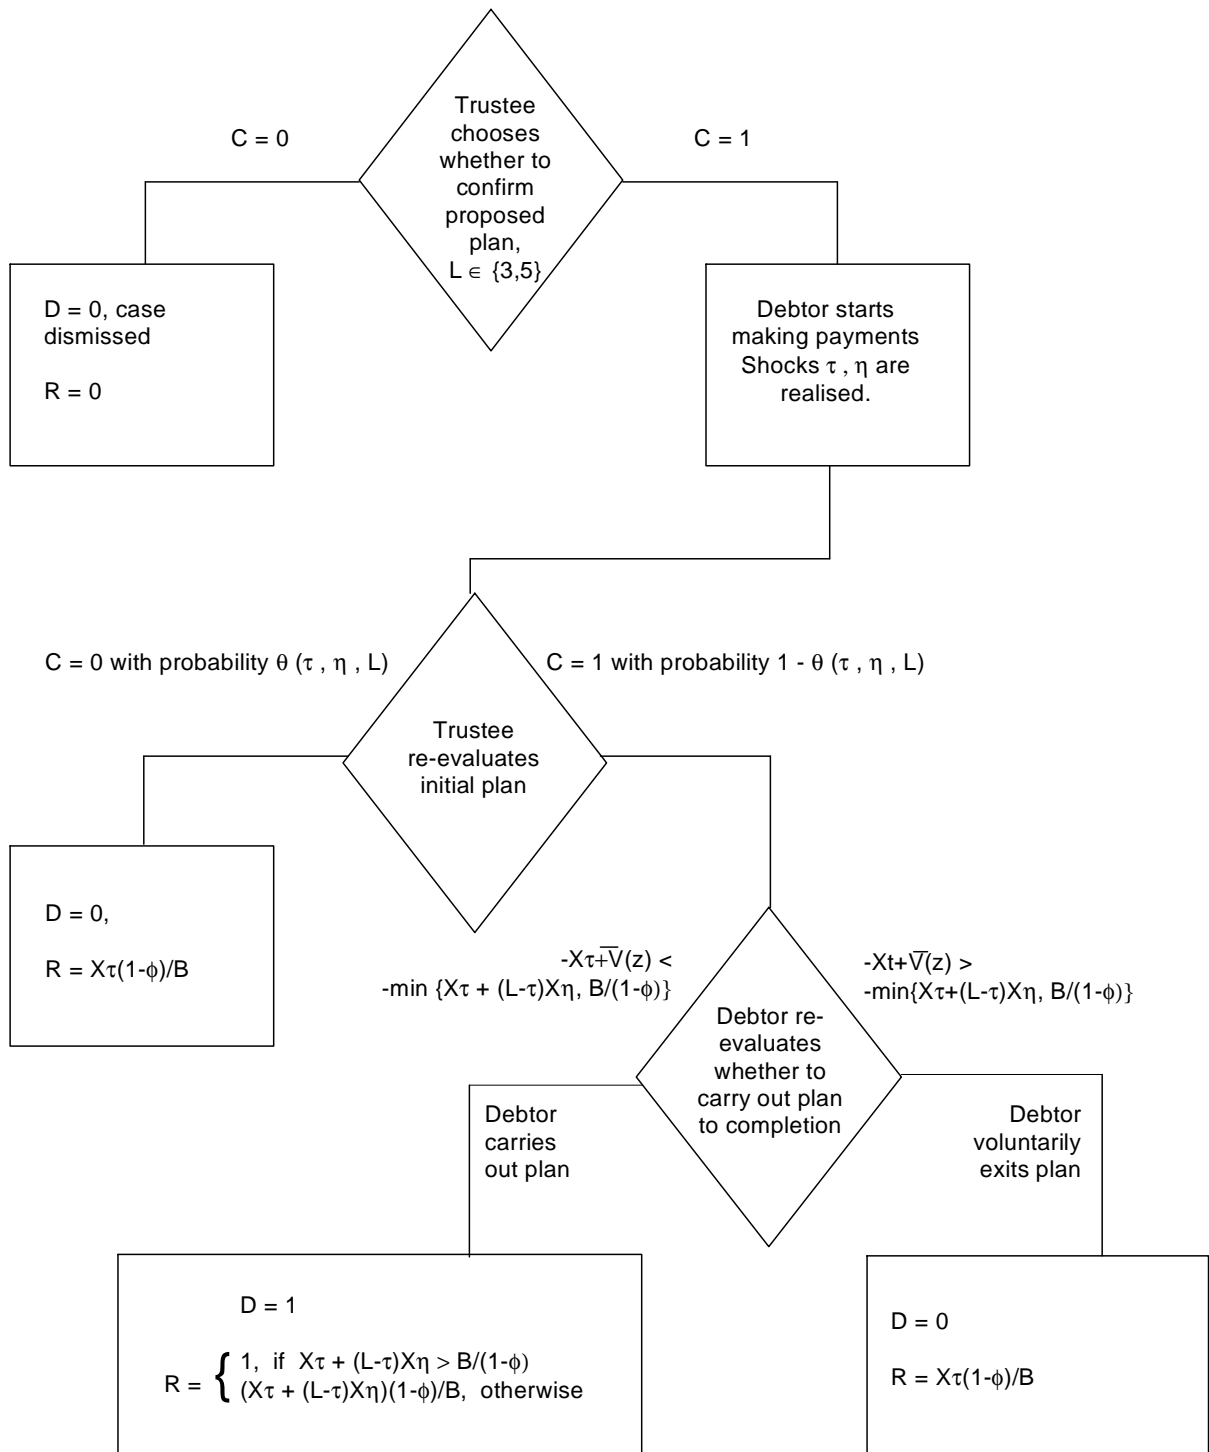 Trustee
chooses
whether to
confirm
proposed
plan,
L ∈ {3,5}
C = 0
C = 1
D = 0, case
dismissed
R = 0
Debtor starts
making payments
Shocks τ , η are
realised.
C = 0 with probability θ (τ , η , L)
C = 1 with probability 1 - θ (τ , η , L)
Trustee
re-evaluates
initial plan
D = 0,
R = Xτ(1-ϕ)/B
-Xτ+V̅(z) <
-min {Xτ + (L-τ)Xη, B/(1-ϕ)}
-Xt+V̅(z) >
-min{Xτ+(L-τ)Xη, B/(1-ϕ)}
Debtor re-
evaluates
whether to
carry out plan
to completion
Debtor
carries
out plan
Debtor
voluntarily
exits plan
D = 1
R = { 1, if Xτ + (L-τ)Xη > B/(1-ϕ)
(Xτ + (L-τ)Xη)(1-ϕ)/B, otherwise
D = 0
R = Xτ(1-ϕ)/B